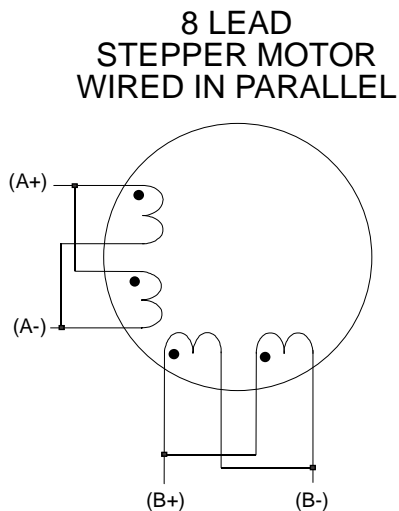 8 LEAD
STEPPER MOTOR
WIRED IN PARALLEL
(A+)
(A-)
(B+) (B-)